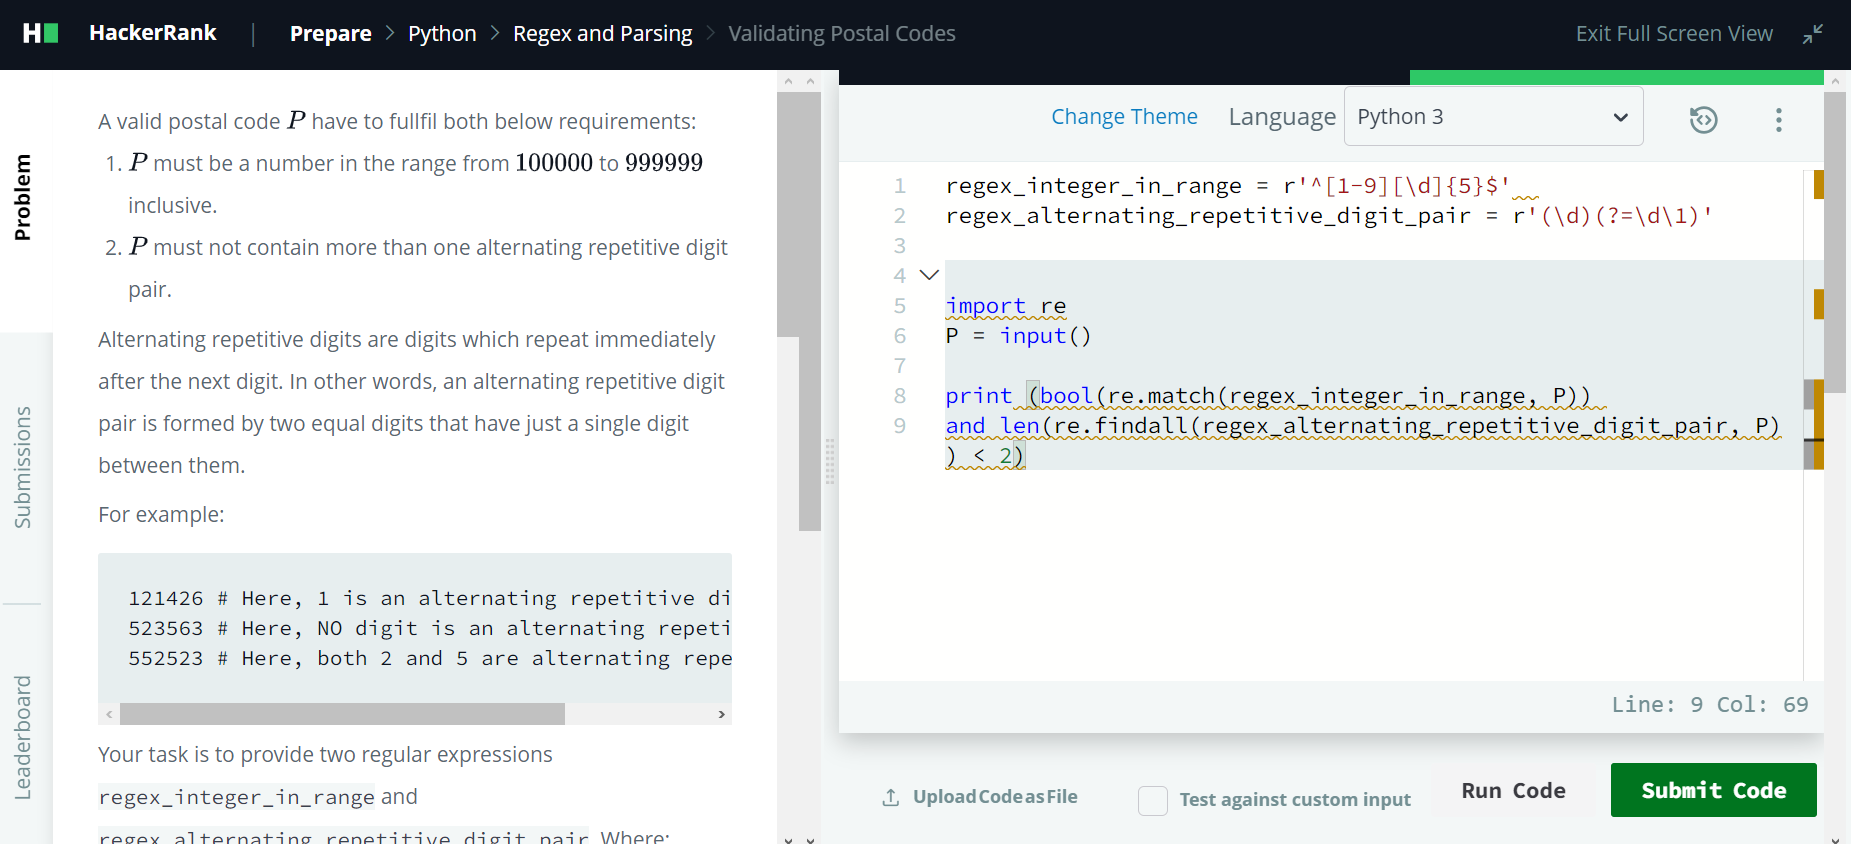 H HackerRank | Prepare > Python > Regex and Parsing > Validating Postal Codes Exit Full Screen View
Problem
Submissions
Leaderboard
A valid postal code P have to fullfil both below requirements:
1. P must be a number in the range from 100000 to 999999
inclusive.
2. P must not contain more than one alternating repetitive digit
pair.
Alternating repetitive digits are digits which repeat immediately
after the next digit. In other words, an alternating repetitive digit
pair is formed by two equal digits that have just a single digit
between them.
For example:
121426 # Here, 1 is an alternating repetitive di
523563 # Here, NO digit is an alternating repeti
552523 # Here, both 2 and 5 are alternating repe
Your task is to provide two regular expressions
regex_integer_in_range and
regex_alternating_repetitive_digit_pair. Where:
Change Theme Language Python 3
1 regex_integer_in_range = r'^[1-9][\d]{5}$'
2 regex_alternating_repetitive_digit_pair = r'(\d)(?=\d\1)'
3
4
5 import re
6 P = input()
7
8 print (bool(re.match(regex_integer_in_range, P))
9 and len(re.findall(regex_alternating_repetitive_digit_pair, P)
) < 2)
Line: 9 Col: 69
Upload Code as File Test against custom input Run Code Submit Code